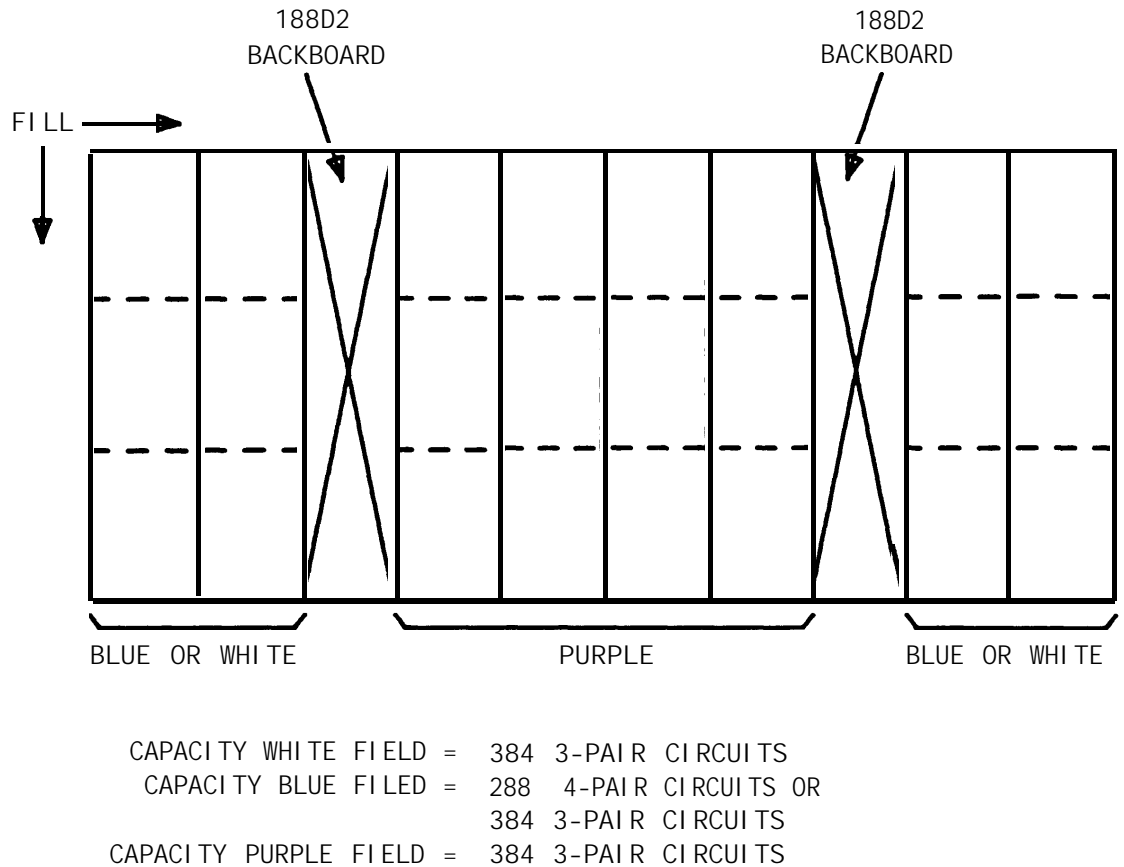 188D2
BACKBOARD
188D2
BACKBOARD
FILL
BLUE OR WHITE
PURPLE
BLUE OR WHITE
CAPACITY WHITE FIELD = 384 3-PAIR CIRCUITS
CAPACITY BLUE FILED = 288 4-PAIR CIRCUITS OR
384 3-PAIR CIRCUITS
CAPACITY PURPLE FIELD = 384 3-PAIR CIRCUITS